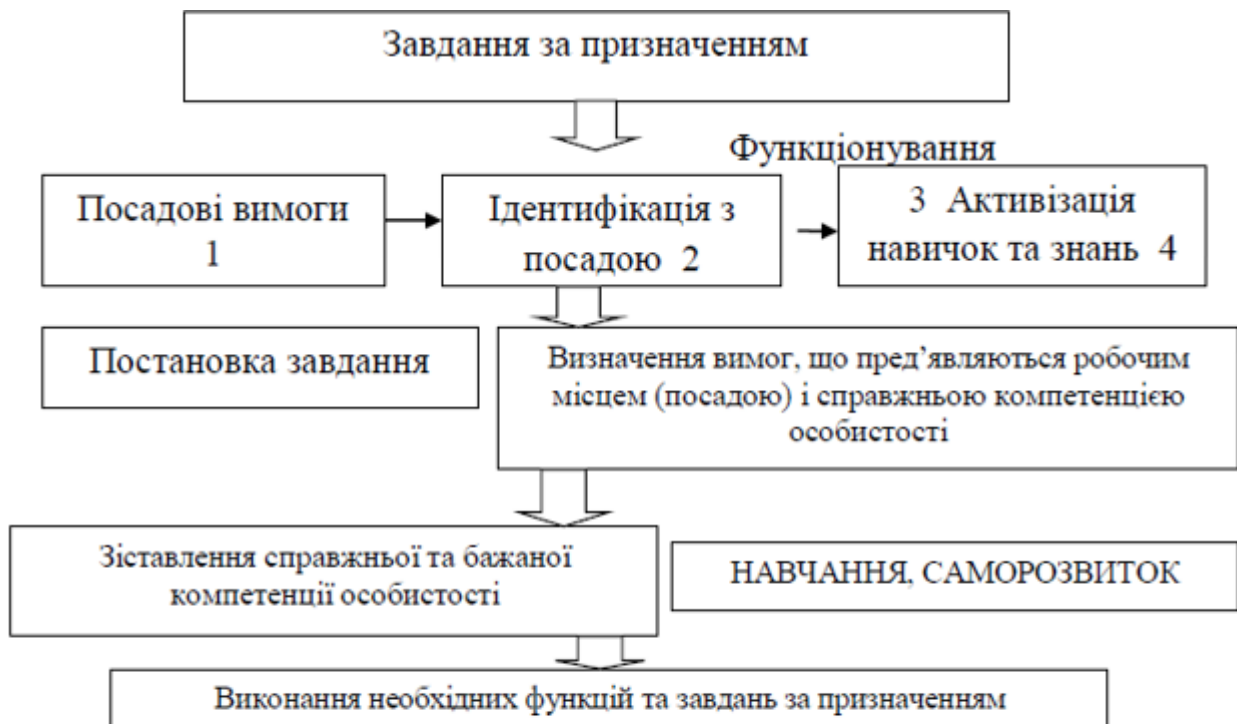 Завдання за призначенням
Функціонування
Посадові вимоги
1
Ідентифікація з
посадою 2
3 Активізація
навичок та знань 4
Постановка завдання
Визначення вимог, що пред’являються робочим
місцем (посадою) і справжньою компетенцією
особистості
Зіставлення справжньої та бажаної
компетенції особистості
НАВЧАННЯ, САМОРОЗВИТОК
Виконання необхідних функцій та завдань за призначенням